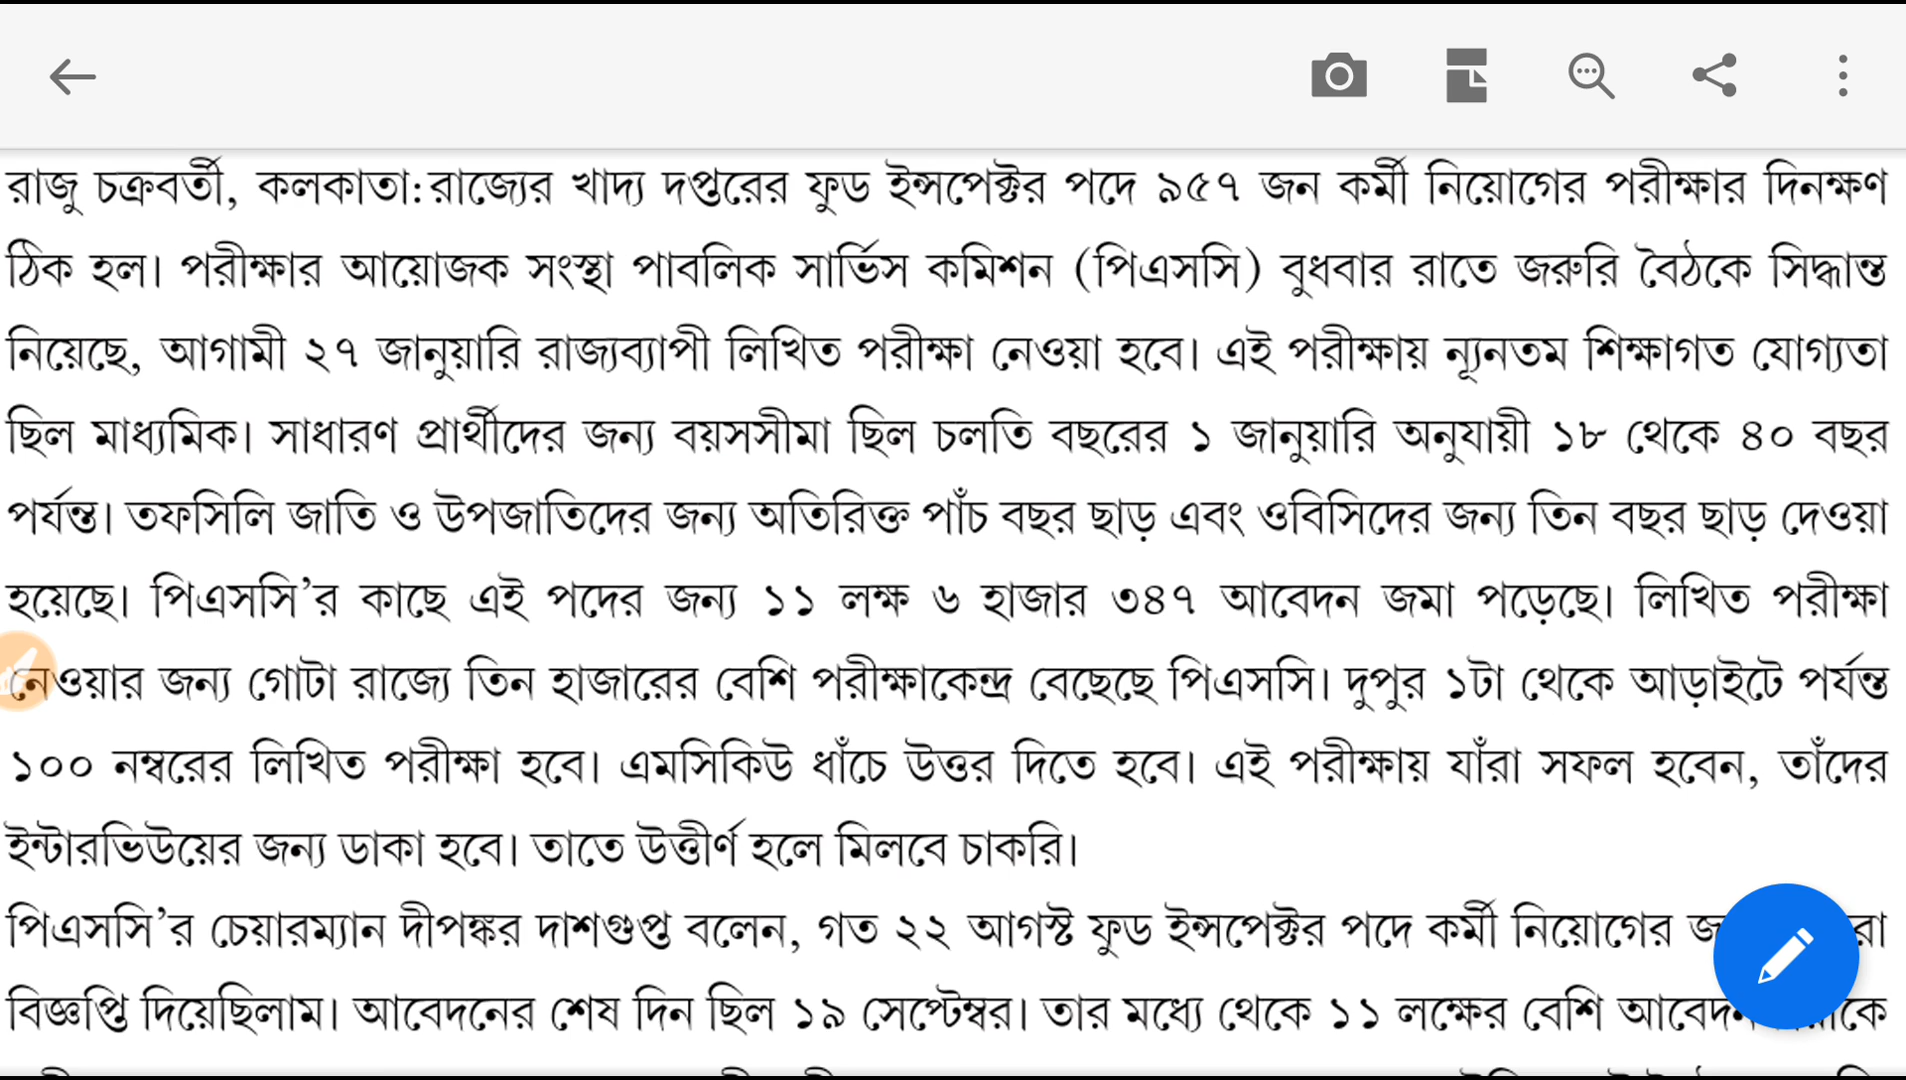 রাজু চক্রবর্তী, কলকাতা: রাজ্যের খাদ্য দপ্তরের ফুড ইন্সপেক্টর পদে ৯৫৭ জন কর্মী নিয়োগের পরীক্ষার দিনক্ষণ
ঠিক হল। পরীক্ষার আয়োজক সংস্থা পাবলিক সার্ভিস কমিশন (পিএসসি) বুধবার রাতে জরুরি বৈঠকে সিদ্ধান্ত
নিয়েছে, আগামী ২৭ জানুয়ারি রাজ্যব্যাপী লিখিত পরীক্ষা নেওয়া হবে। এই পরীক্ষায় ন্যূনতম শিক্ষাগত যোগ্যতা
ছিল মাধ্যমিক। সাধারণ প্রার্থীদের জন্য বয়সসীমা ছিল চলতি বছরের ১ জানুয়ারি অনুযায়ী ১৮ থেকে ৪০ বছর
পর্যন্ত। তফসিলি জাতি ও উপজাতিদের জন্য অতিরিক্ত পাঁচ বছর ছাড় এবং ওবিসিদের জন্য তিন বছর ছাড় দেওয়া
হয়েছে। পিএসসি’র কাছে এই পদের জন্য ১১ লক্ষ ৬ হাজার ৩৪৭ আবেদন জমা পড়েছে। লিখিত পরীক্ষা
নেওয়ার জন্য গোটা রাজ্যে তিন হাজারের বেশি পরীক্ষাকেন্দ্র বেছেছে পিএসসি। দুপুর ১টা থেকে আড়াইটে পর্যন্ত
১০০ নম্বরের লিখিত পরীক্ষা হবে। এমসিকিউ ধাঁচে উত্তর দিতে হবে। এই পরীক্ষায় যাঁরা সফল হবেন, তাঁদের
ইন্টারভিউয়ের জন্য ডাকা হবে। তাতে উত্তীর্ণ হলে মিলবে চাকরি।
পিএসসি’র চেয়ারম্যান দীপঙ্কর দাশগুপ্ত বলেন, গত ২২ আগস্ট ফুড ইন্সপেক্টর পদে কর্মী নিয়োগের
বিজ্ঞপ্তি দিয়েছিলাম। আবেদনের শেষ দিন ছিল ১৯ সেপ্টেম্বর। তার মধ্যে থেকে ১১ লক্ষের বেশি